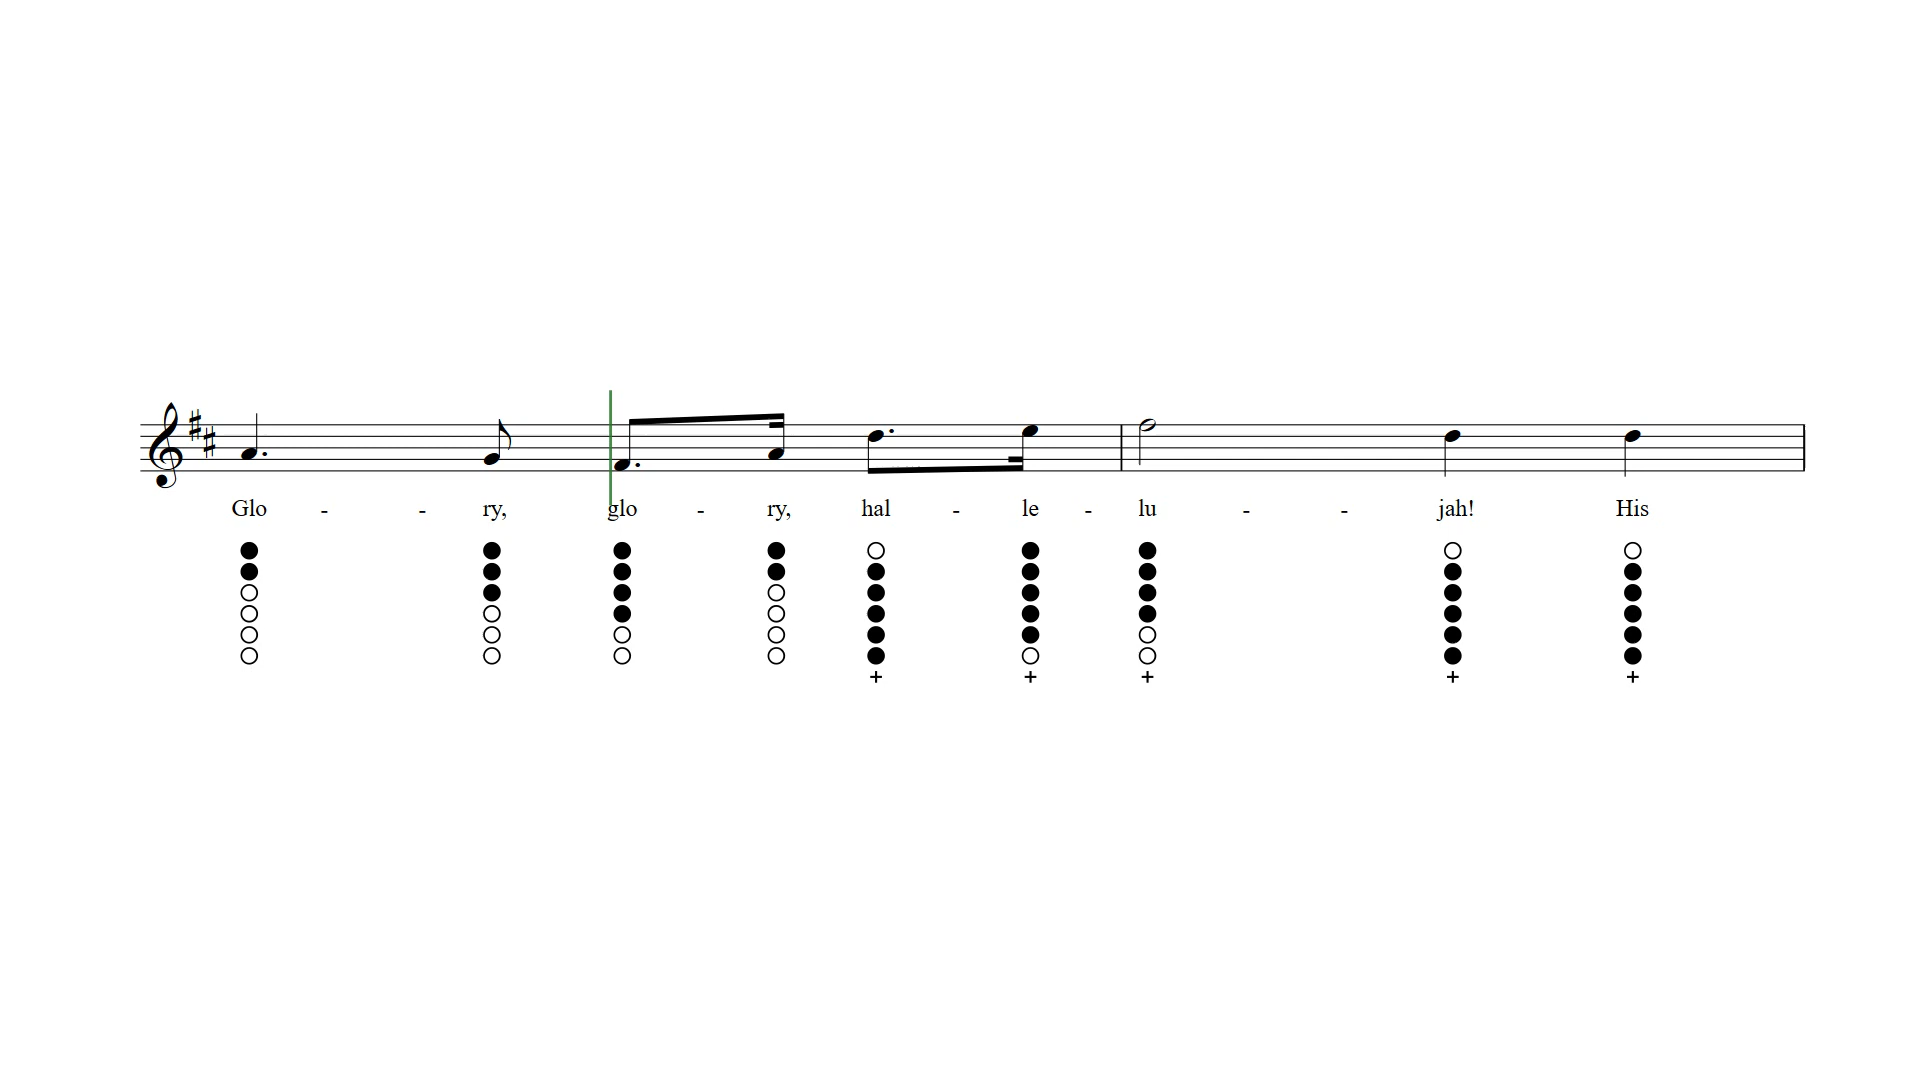 Glo - - ry, glo - ry, hal - le - lu - - jah! His
+ + + + +